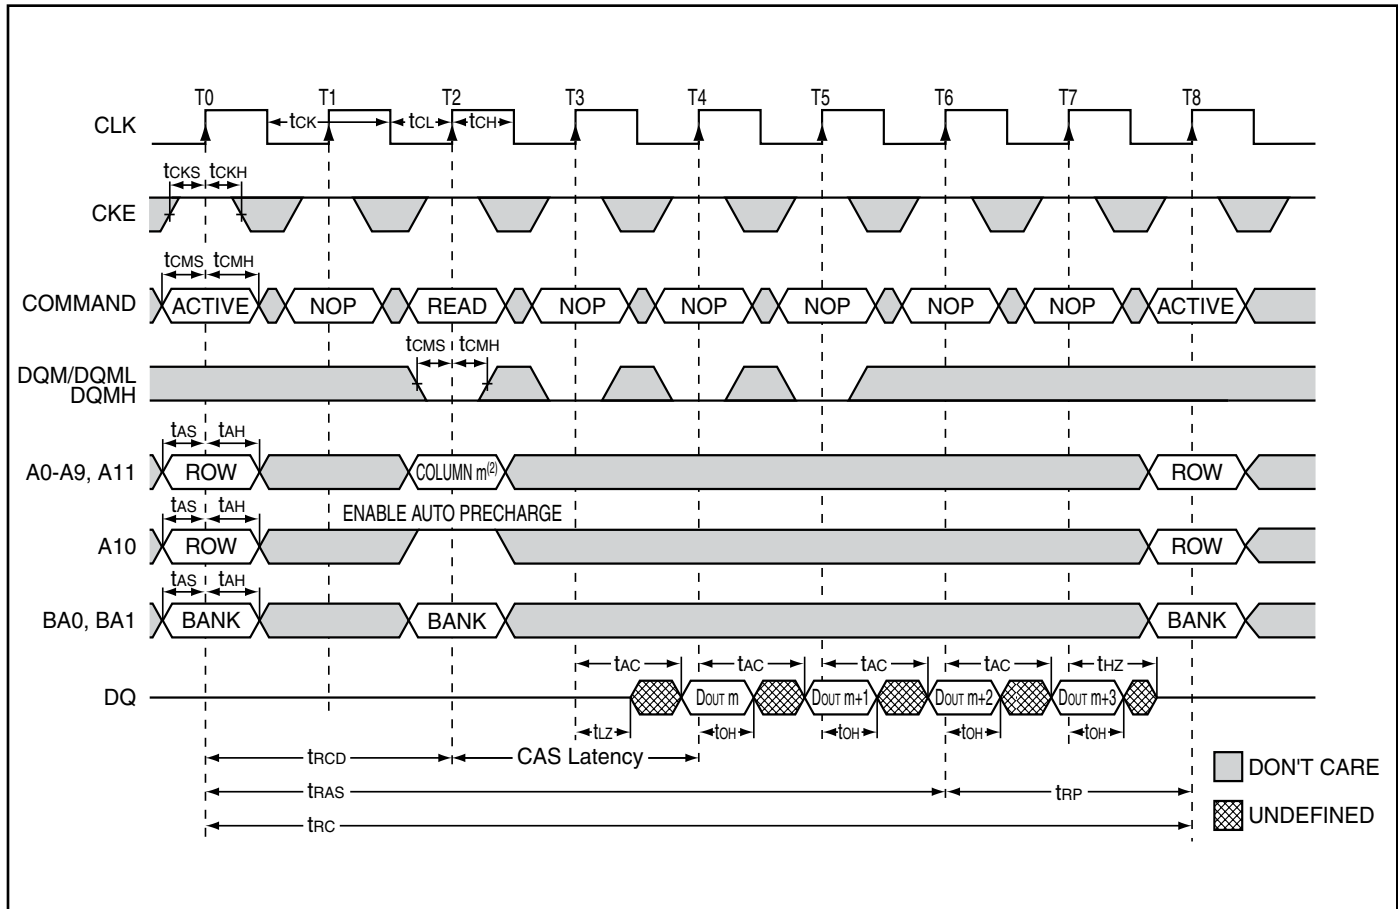 T0 T1 T2 T3 T4 T5 T6 T7 T8
CLK tCK tCL tCH
tCKS tCKH
CKE
tCMS tCMH
COMMAND ACTIVE NOP READ NOP NOP NOP NOP NOP ACTIVE
tCMS tCMH
DQM/DQML
DQMH
tAS tAH
A0-A9, A11 ROW COLUMN m(2) ROW
tAS tAH ENABLE AUTO PRECHARGE
A10 ROW ROW
tAS tAH
BA0, BA1 BANK BANK BANK
tAC tAC tAC tAC tHZ
DQ DOUT m DOUT m+1 DOUT m+2 DOUT m+3
tLZ tOH tOH tOH tOH
tRCD CAS Latency
DON'T CARE
tRAS tRP
UNDEFINED
tRC